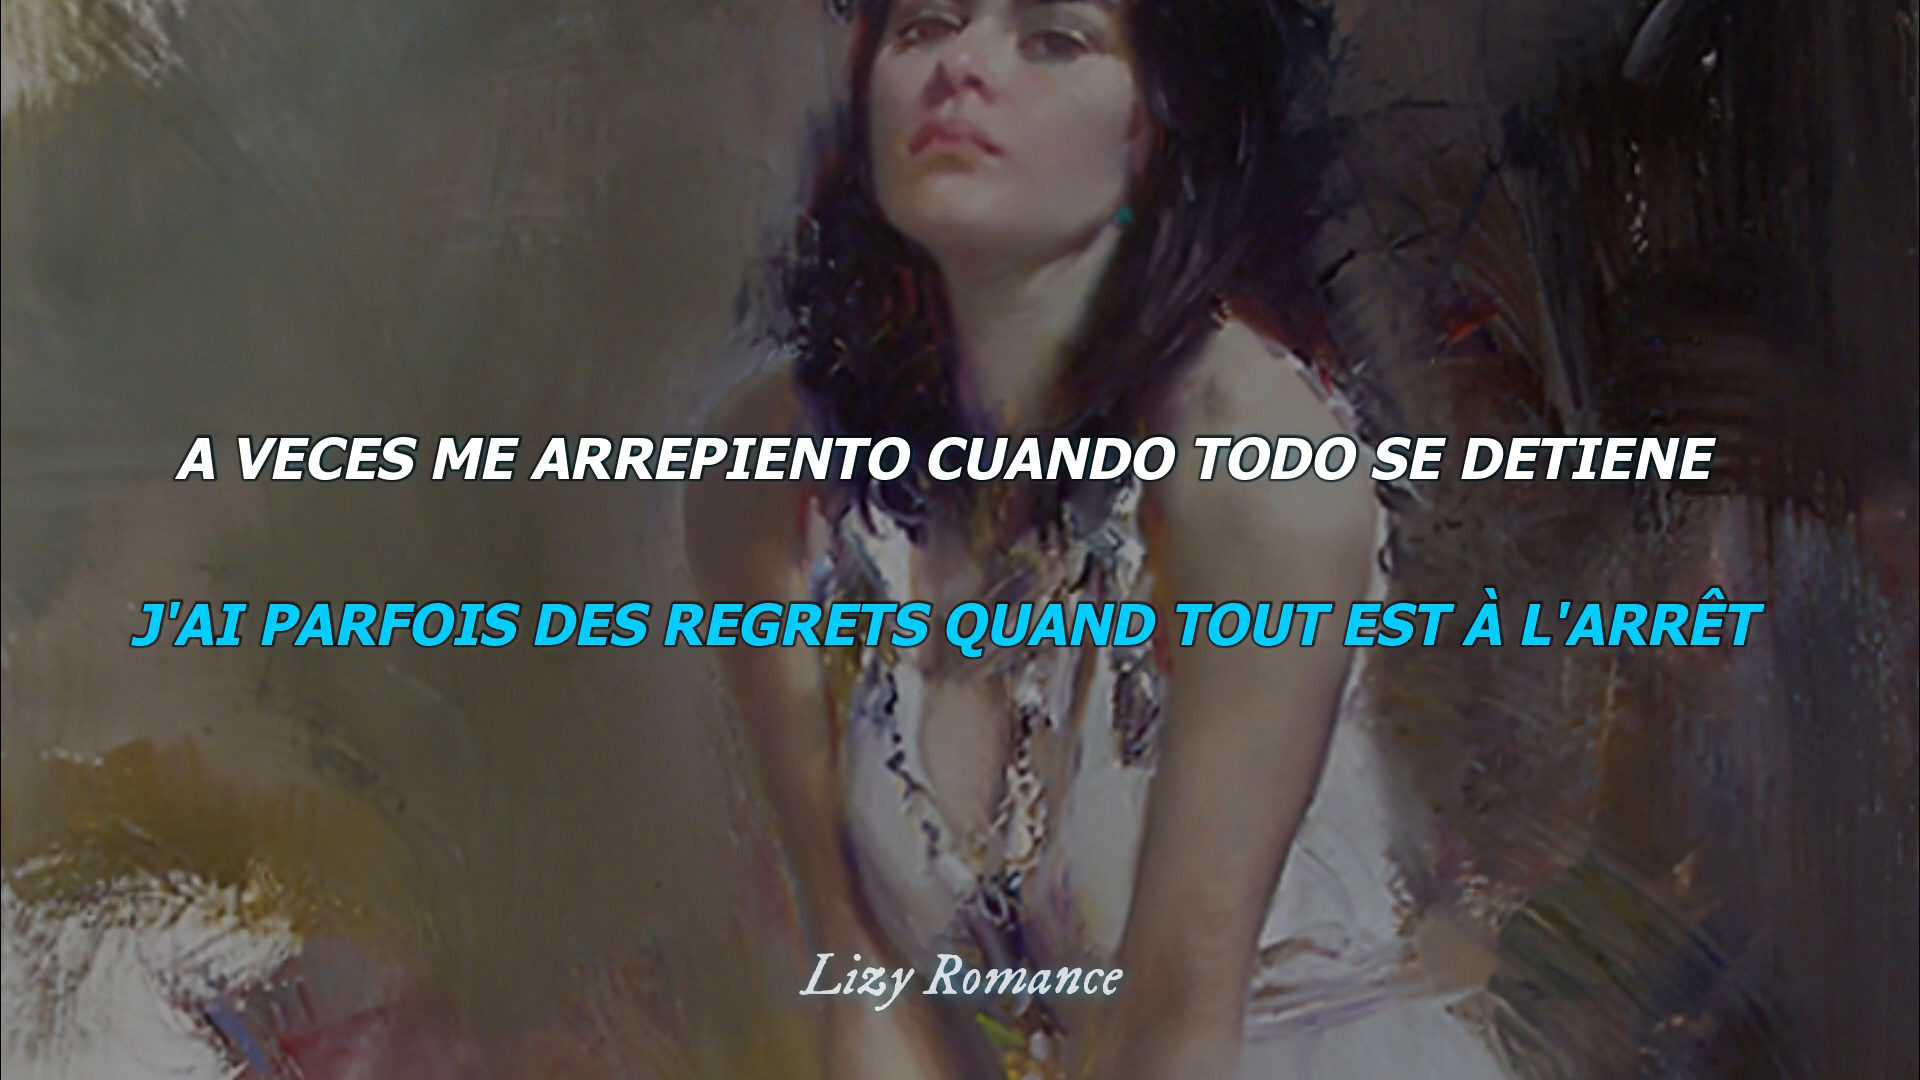 A VECES ME ARREPIENTO CUANDO TODO SE DETIENE
J'AI PARFOIS DES REGRETS QUAND TOUT EST À L'ARRÊT
Lizy Romance